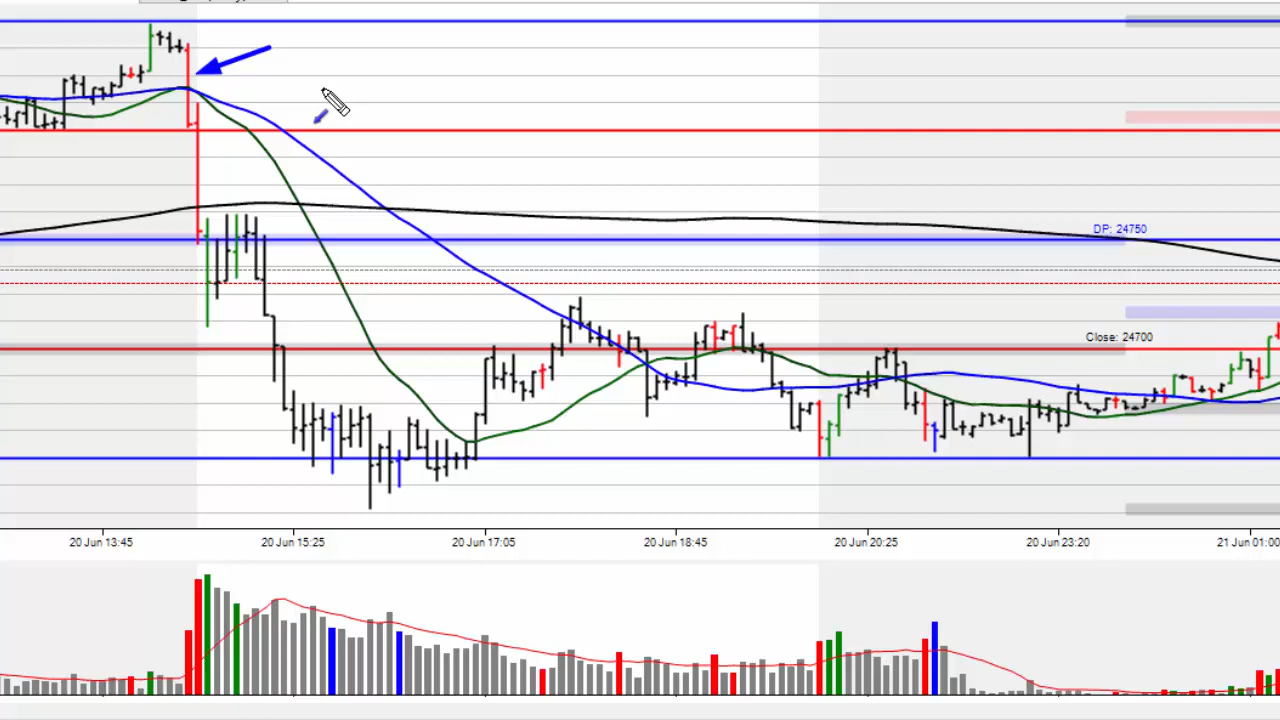 DP: 24750
Close: 24700
20 Jun 13:45
20 Jun 15:25
20 Jun 17:05
20 Jun 18:45
20 Jun 20:25
20 Jun 23:20
21 Jun 01:00